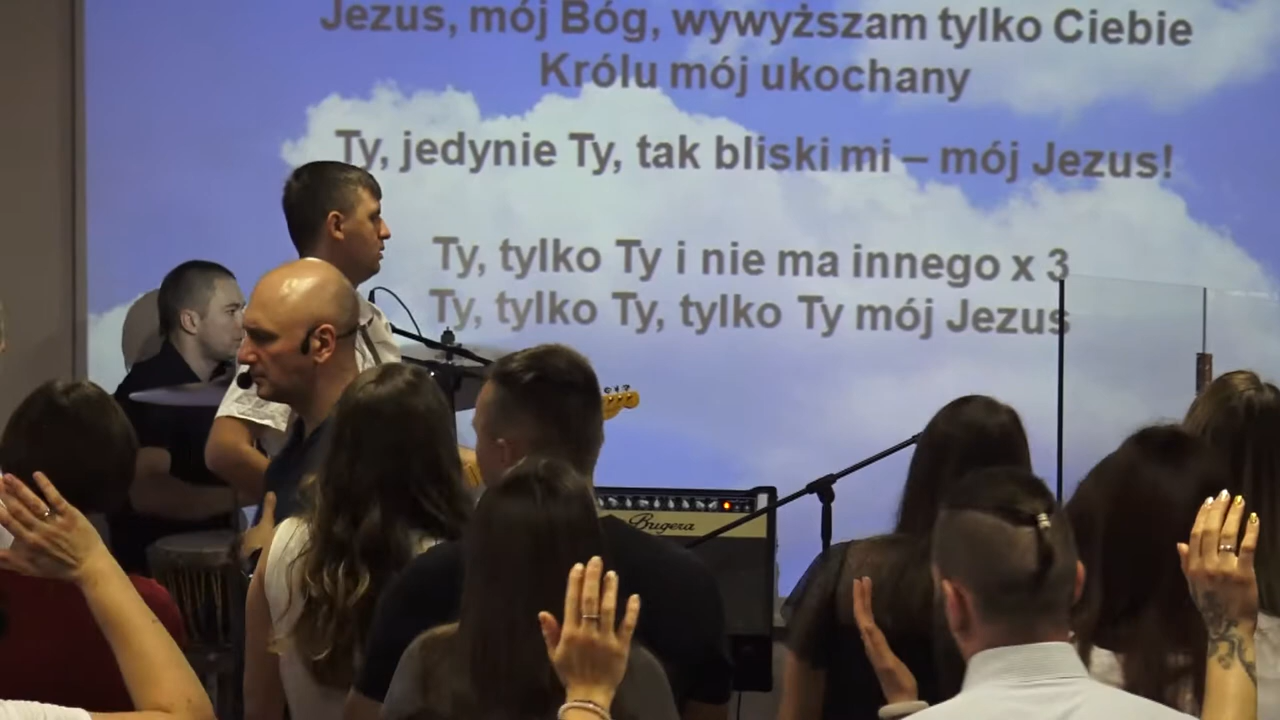 Jezus, mój Bóg, wywyższam tylko Ciebie
Królu mój ukochany
Ty, jedynie Ty, tak bliski mi – mój Jezus!
Ty, tylko Ty i nie ma innego x 3
Ty, tylko Ty, tylko Ty mój Jezus
Bugera